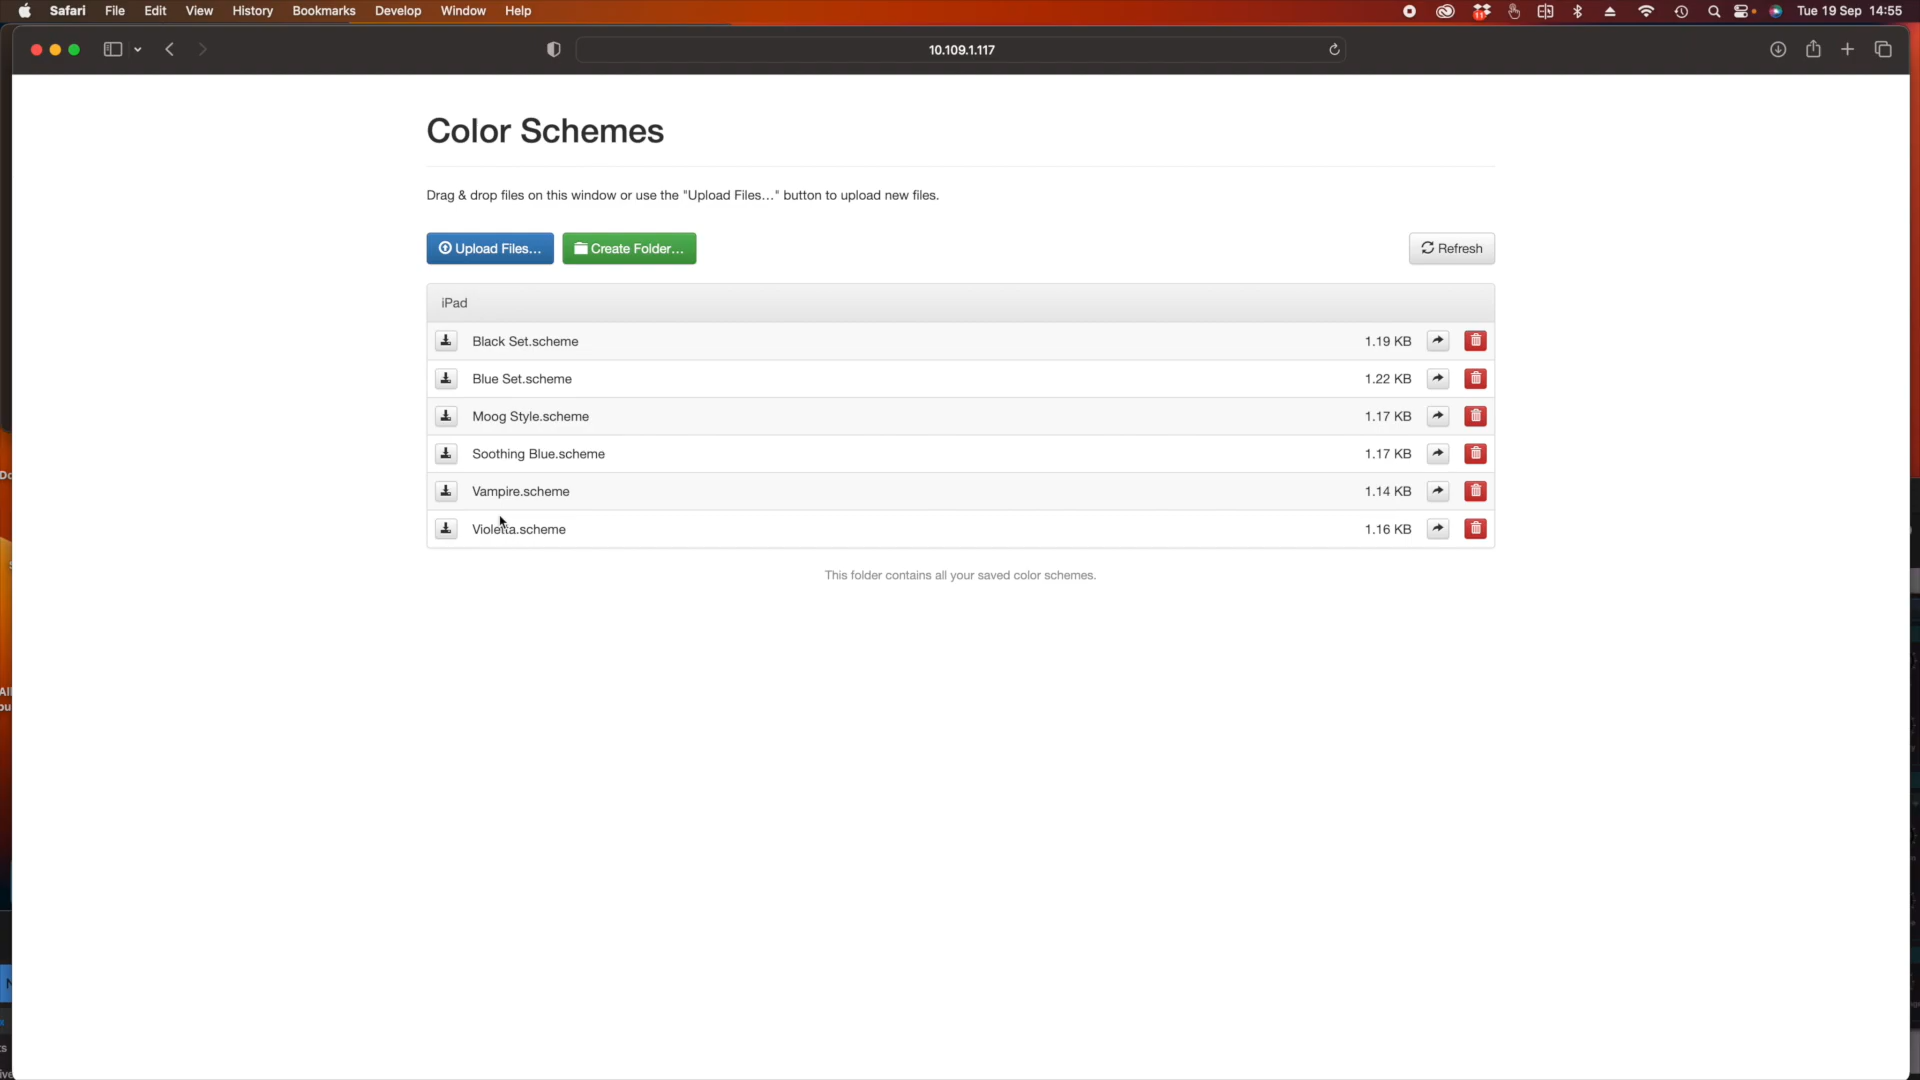 Safari File Edit View History Bookmarks Develop Window Help Tue 19 Sep 14:55
10.109.1.117
Color Schemes
Drag & drop files on this window or use the "Upload Files…" button to upload new files.
Upload Files… Create Folder… Refresh
iPad
Black Set.scheme 1.19 KB
Blue Set.scheme 1.22 KB
Moog Style.scheme 1.17 KB
Soothing Blue.scheme 1.17 KB
Vampire.scheme 1.14 KB
Violetta.scheme 1.16 KB
This folder contains all your saved color schemes.